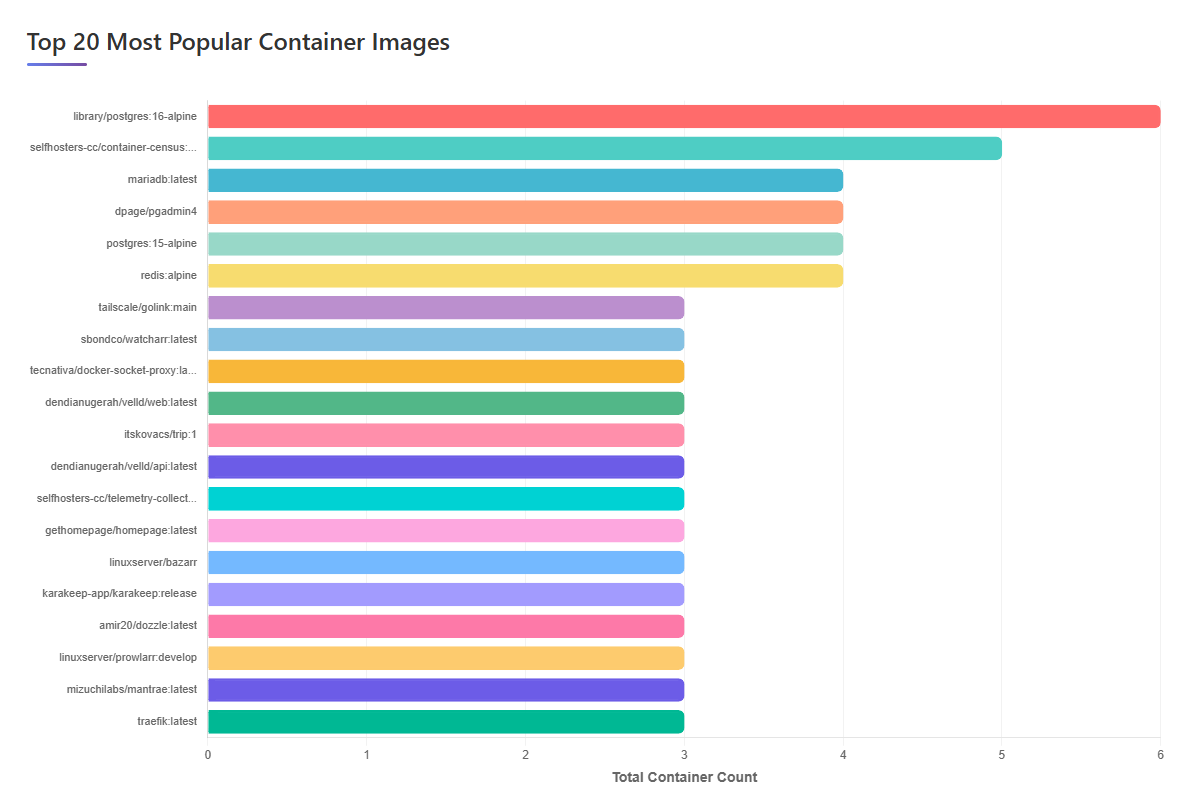 Top 20 Most Popular Container Images
library/postgres:16-alpine
selfhosters-cc/container-census:...
mariadb:latest
dpage/pgadmin4
postgres:15-alpine
redis:alpine
tailscale/golink:main
sbondco/watcharr:latest
tecnativa/docker-socket-proxy:la...
dendianugerah/velld/web:latest
itskovacs/trip:1
dendianugerah/velld/api:latest
selfhosters-cc/telemetry-collect...
gethomepage/homepage:latest
linuxserver/bazarr
karakeep-app/karakeep:release
amir20/dozzle:latest
linuxserver/prowlarr:develop
mizuchilabs/mantrae:latest
traefik:latest
0 1 2 3 4 5 6
Total Container Count